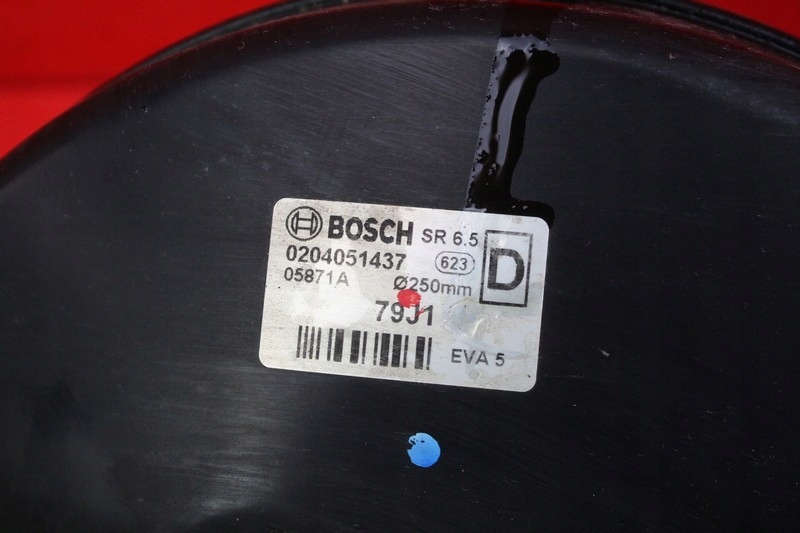 BOSCH SR 6.5
0204051437 623 D
05871A Ø250mm
79J1
EVA 5